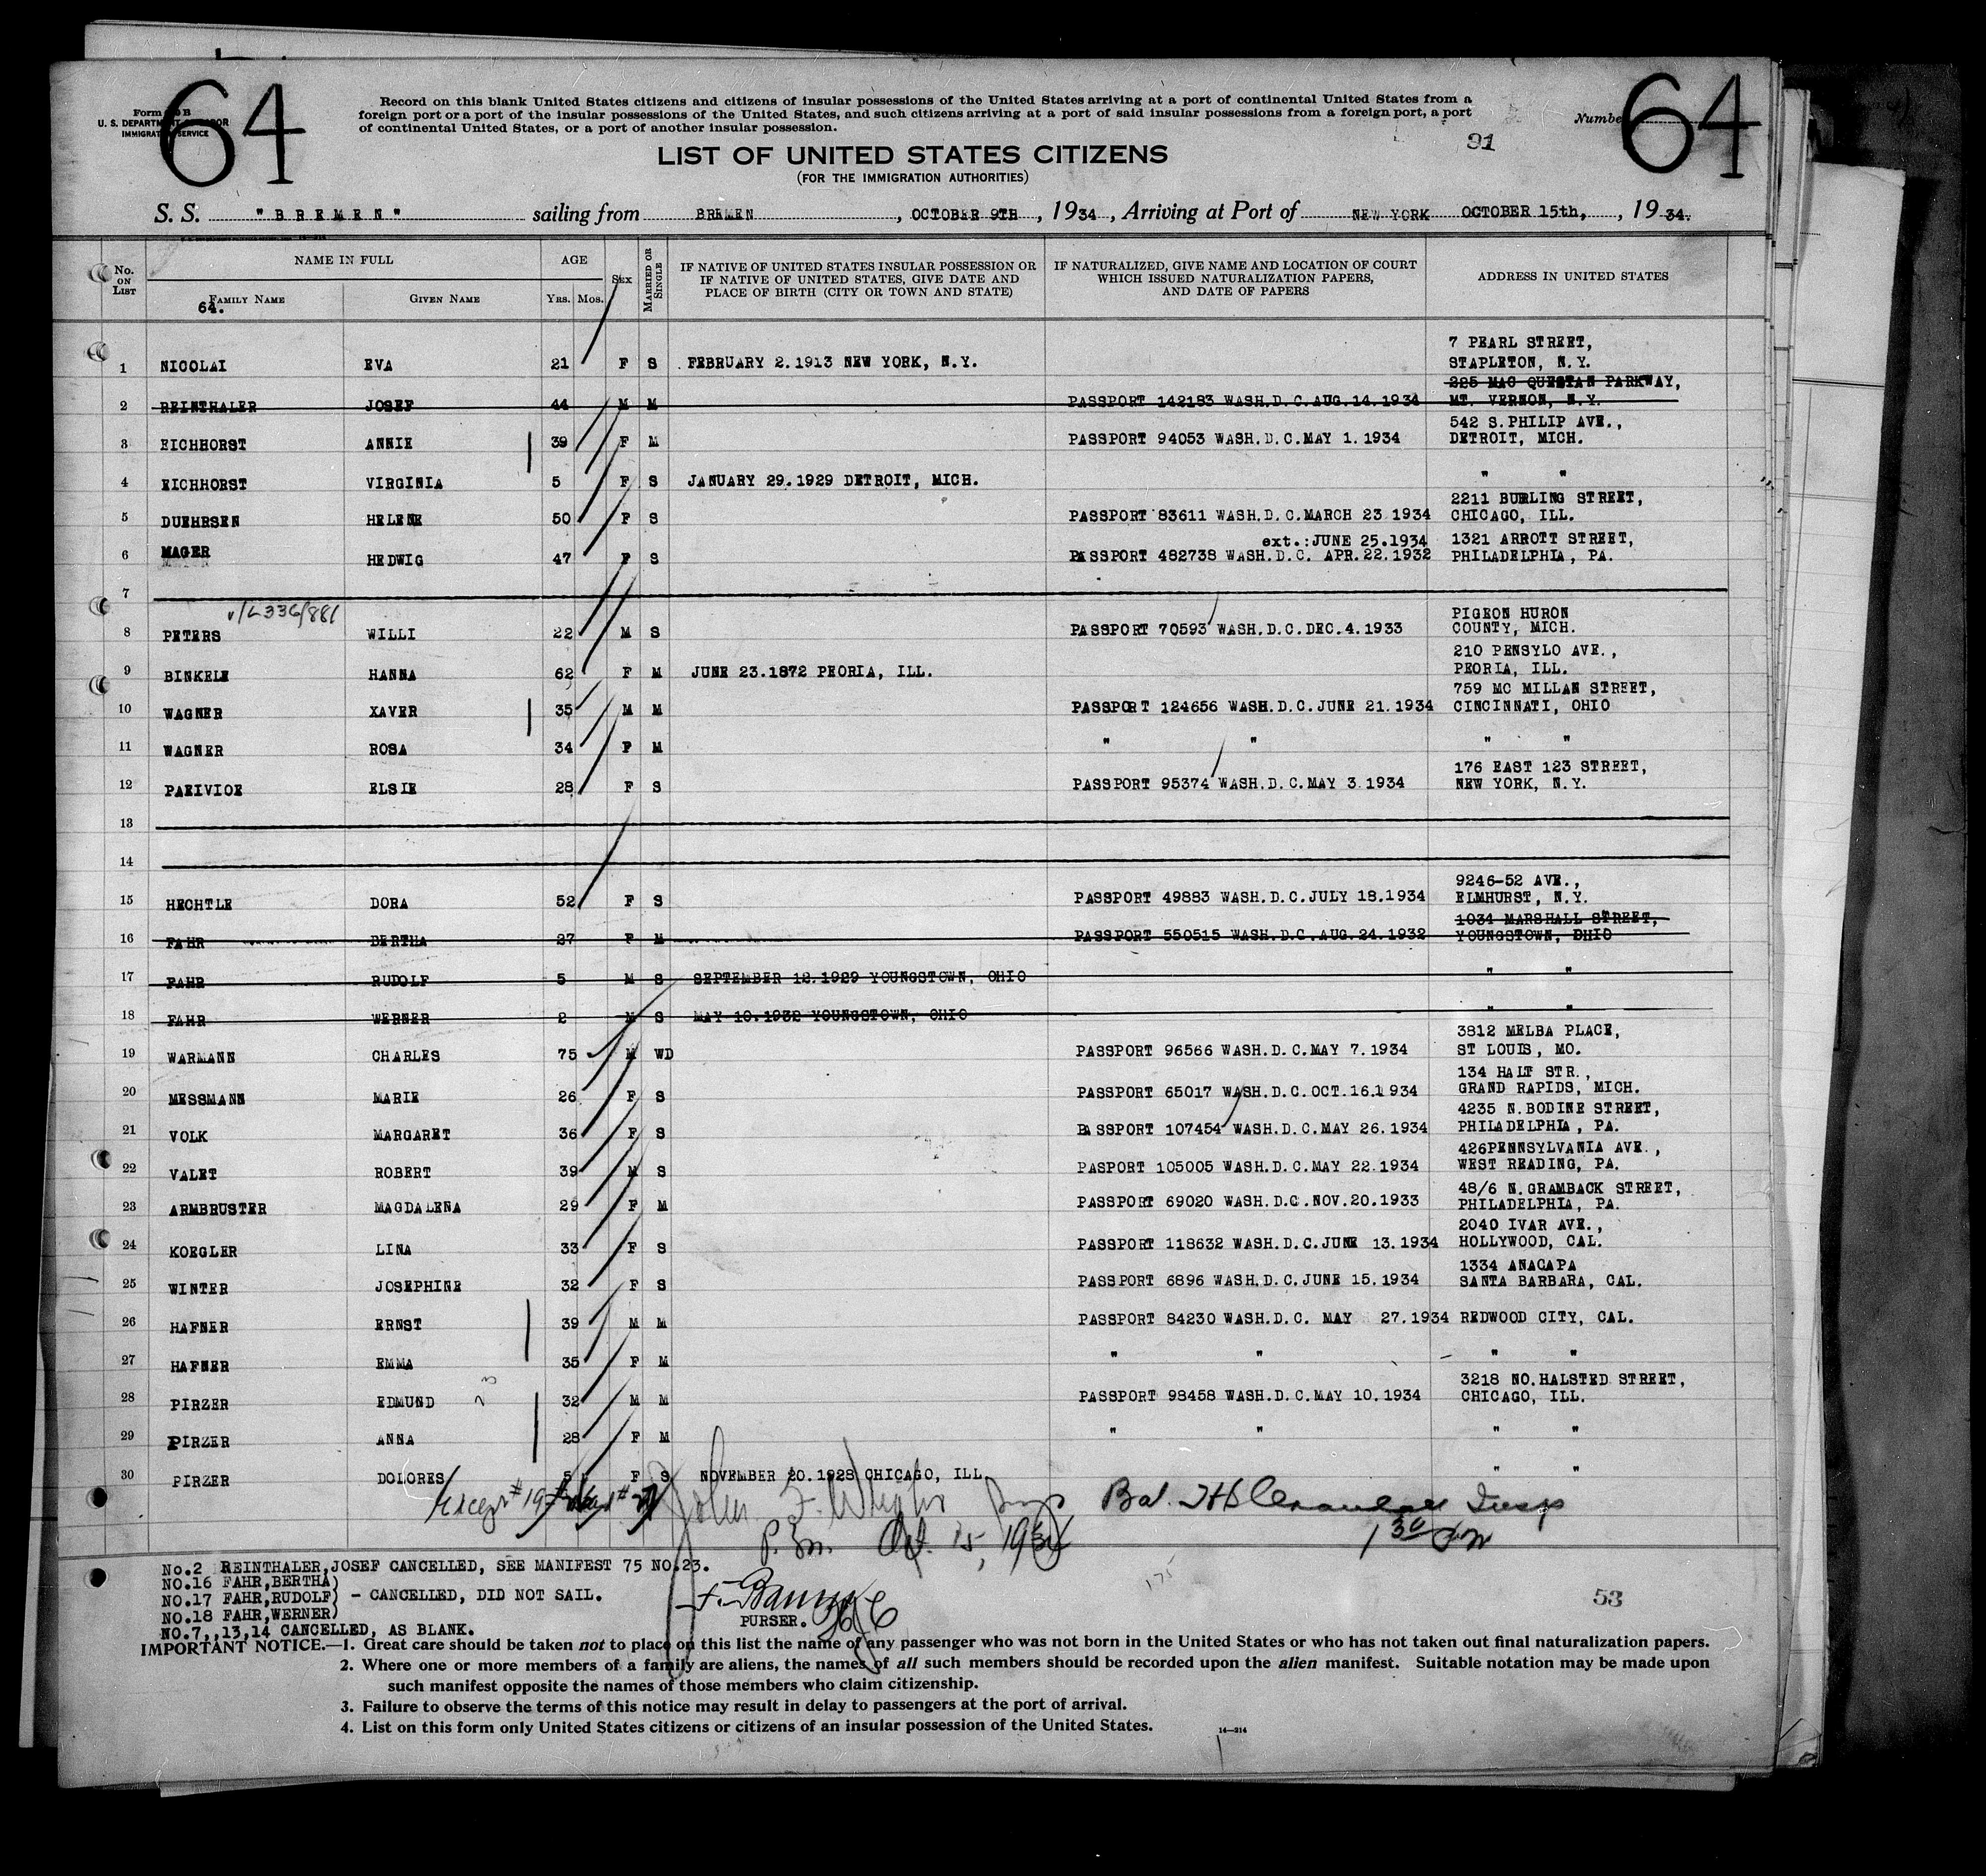 64
64
Form B
U. S. DEPARTMENT LABOR
IMMIGRATION SERVICE
Record on this blank United States citizens and citizens of insular possessions of the United States arriving at a port of continental United States from a
foreign port or a port of the insular possessions of the United States, and such citizens arriving at a port of said insular possessions from a foreign port, a port
of continental United States, or a port of another insular possession.
Number
91
LIST OF UNITED STATES CITIZENS
(FOR THE IMMIGRATION AUTHORITIES)
S. S. "BREMEN" sailing from BREMEN, OCTOBER 9TH, 1934, Arriving at Port of NEW YORK OCTOBER 15th,, 1934.
No. ON LIST
NAME IN FULL
FAMILY NAME
64.
GIVEN NAME
AGE
YRS. MOS.
SEX
MARRIED OR SINGLE
IF NATIVE OF UNITED STATES INSULAR POSSESSION OR
IF NATIVE OF UNITED STATES, GIVE DATE AND
PLACE OF BIRTH (CITY OR TOWN AND STATE)
IF NATURALIZED, GIVE NAME AND LOCATION OF COURT
WHICH ISSUED NATURALIZATION PAPERS,
AND DATE OF PAPERS
ADDRESS IN UNITED STATES
7 PEARL STREET,
1 NICOLAI EVA 21 F S FEBRUARY 2.1913 NEW YORK, N.Y. STAPLETON, N.Y.
225 MAC QUESTAN PARKWAY,
2 REINTHALER JOSEF 44 M M PASSPORT 142183 WASH.D.C.AUG.14.1934 MT. VERNON, N.Y.
542 S.PHILIP AVE.,
3 EICHHORST ANNIE 39 F M PASSPORT 94053 WASH.D.C.MAY 1.1934 DETROIT, MICH.
4 EICHHORST VIRGINIA 5 F S JANUARY 29.1929 DETROIT, MICH. " "
2211 BURLING STREET,
5 DUEHRSEN HELENE 50 F S PASSPORT 83611 WASH.D.C.MARCH 23 1934 CHICAGO, ILL.
ext.:JUNE 25.1934 1321 ARROTT STREET,
6 MAGER HEDWIG 47 F S PASSPORT 482738 WASH.D.C. APR.22.1932 PHILADELPHIA, PA.
7
v/L336/881
PIGEON HURON
8 PETERS WILLI 22 M S PASSPORT 70593 WASH.D.C.DEC.4.1933 COUNTY, MICH.
210 PENSYLO AVE.,
9 BINKELE HANNA 62 F M JUNE 23.1872 PEORIA, ILL. PEORIA, ILL.
759 MC MILLAN STREET,
10 WAGNER XAVER 35 M M PASSPORT 124656 WASH.D.C.JUNE 21.1934 CINCINNATI, OHIO
11 WAGNER ROSA 34 F M " " " "
176 EAST 123 STREET,
12 PAEIVIOE ELSIE 28 F S PASSPORT 95374 WASH.D.C.MAY 3.1934 NEW YORK, N.Y.
13
14
9246-52 AVE.,
15 HECHTLE DORA 52 F S PASSPORT 49883 WASH.D.C.JULY 18.1934 ELMHURST, N.Y.
1034 MARSHALL STREET,
16 FAHR BERTHA 27 F M PASSPORT 550515 WASH.D.C.AUG.24.1932 YOUNGSTOWN, OHIO
17 FAHR RUDOLF 5 M S SEPTEMBER 12.1929 YOUNGSTOWN, OHIO " "
18 FAHR WERNER 2 M S MAY 10.1932 YOUNGSTOWN, OHIO " "
3812 MELBA PLACE,
19 WARMANN CHARLES 75 M WD PASSPORT 96566 WASH.D.C.MAY 7.1934 ST LOUIS, MO.
134 HALT STR.,
20 MESSMANN MARIE 26 F S PASSPORT 65017 WASH.D.C.OCT.16.1934 GRAND RAPIDS, MICH.
4235 N.BODINE STREET,
21 VOLK MARGARET 36 F S PASSPORT 107454 WASH.D.C.MAY 26.1934 PHILADELPHIA, PA.
426PENNSYLVANIA AVE.,
22 VALET ROBERT 39 M S PASPORT 105005 WASH.D.C.MAY 22.1934 WEST READING, PA.
48/6 N.GRAMBACK STREET,
23 ARMBRUSTER MAGDALENA 29 F M PASSPORT 69020 WASH.D.C.NOV.20.1933 PHILADELPHIA, PA.
2040 IVAR AVE.,
24 KOEGLER LINA 33 F S PASSPORT 118632 WASH.D.C.JUNE 13.1934 HOLLYWOOD, CAL.
1334 ANACAPA
25 WINTER JOSEPHINE 32 F S PASSPORT 6896 WASH.D.C.JUNE 15.1934 SANTA BARBARA, CAL.
26 HAFNER ERNST 39 M M PASSPORT 84230 WASH.D.C. MAY 27.1934 REDWOOD CITY, CAL.
27 HAFNER EMMA 35 F M " " " "
3218 NO.HALSTED STREET,
28 PIRZER EDMUND 32 M M PASSPORT 98458 WASH.D.C.MAY 10.1934 CHICAGO, ILL.
29 PIRZER ANNA 28 F M " " " "
30 PIRZER DOLORES 5 F S NOVEMBER 20.1928 CHICAGO, ILL. " "
Except #19
John F. Insp
Bal. Insp
Oct. 15, 1934
1 30 PM
No.2 REINTHALER,JOSEF CANCELLED, SEE MANIFEST 75 NO.23.
NO.16 FAHR,BERTHA)
NO.17 FAHR,RUDOLF) - CANCELLED, DID NOT SAIL.
NO.18 FAHR,WERNER)
NO.7,,13,14 CANCELLED, AS BLANK.
PURSER.
175
53
IMPORTANT NOTICE.—1. Great care should be taken not to place on this list the name of any passenger who was not born in the United States or who has not taken out final naturalization papers.
2. Where one or more members of a family are aliens, the names of all such members should be recorded upon the alien manifest. Suitable notation may be made upon
such manifest opposite the names of those members who claim citizenship.
3. Failure to observe the terms of this notice may result in delay to passengers at the port of arrival.
4. List on this form only United States citizens or citizens of an insular possession of the United States.
14—214